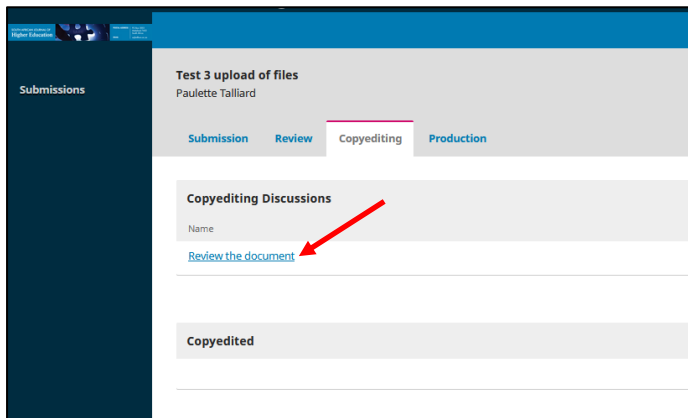 Higher Education
Submissions
Test 3 upload of files
Paulette Talliard
Submission Review Copyediting Production
Copyediting Discussions
Name
Review the document
Copyedited